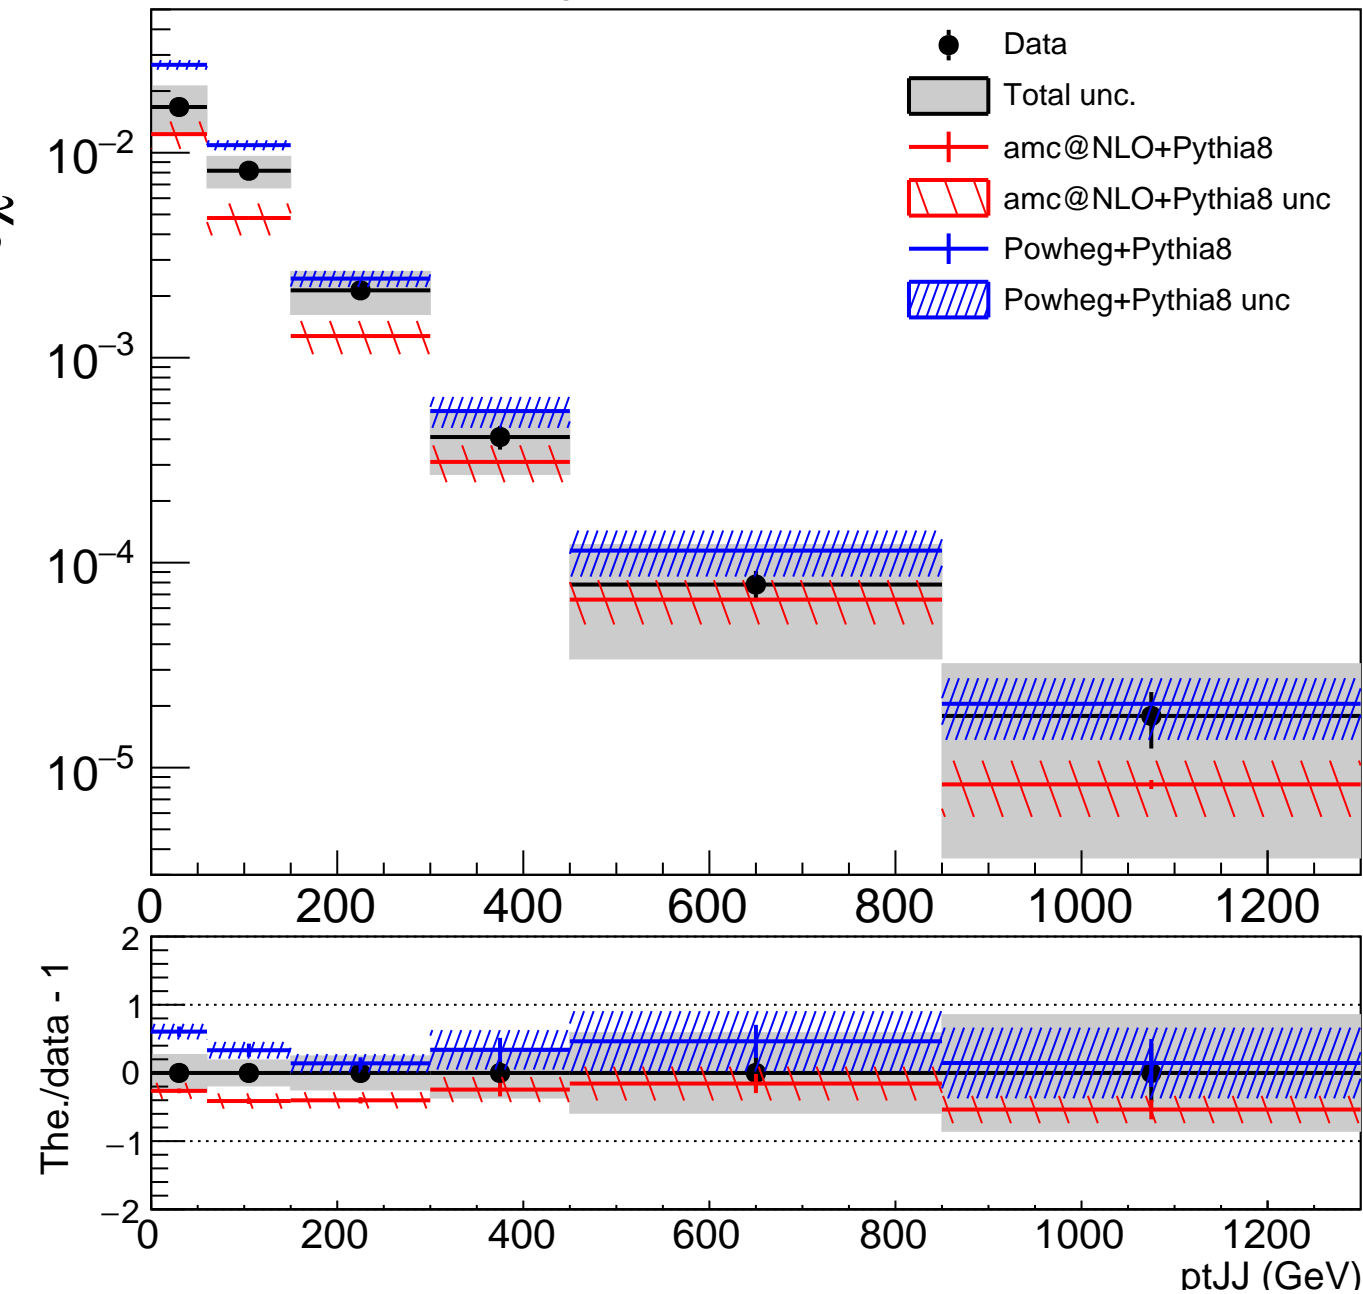 Data
Total unc.
amc@NLO+Pythia8
amc@NLO+Pythia8 unc
Powheg+Pythia8
Powheg+Pythia8 unc
10⁻²
10⁻³
10⁻⁴
10⁻⁵
0 200 400 600 800 1000 1200
The./data - 1
2
1
0
−1
−2
0 200 400 600 800 1000 1200
ptJJ (GeV)